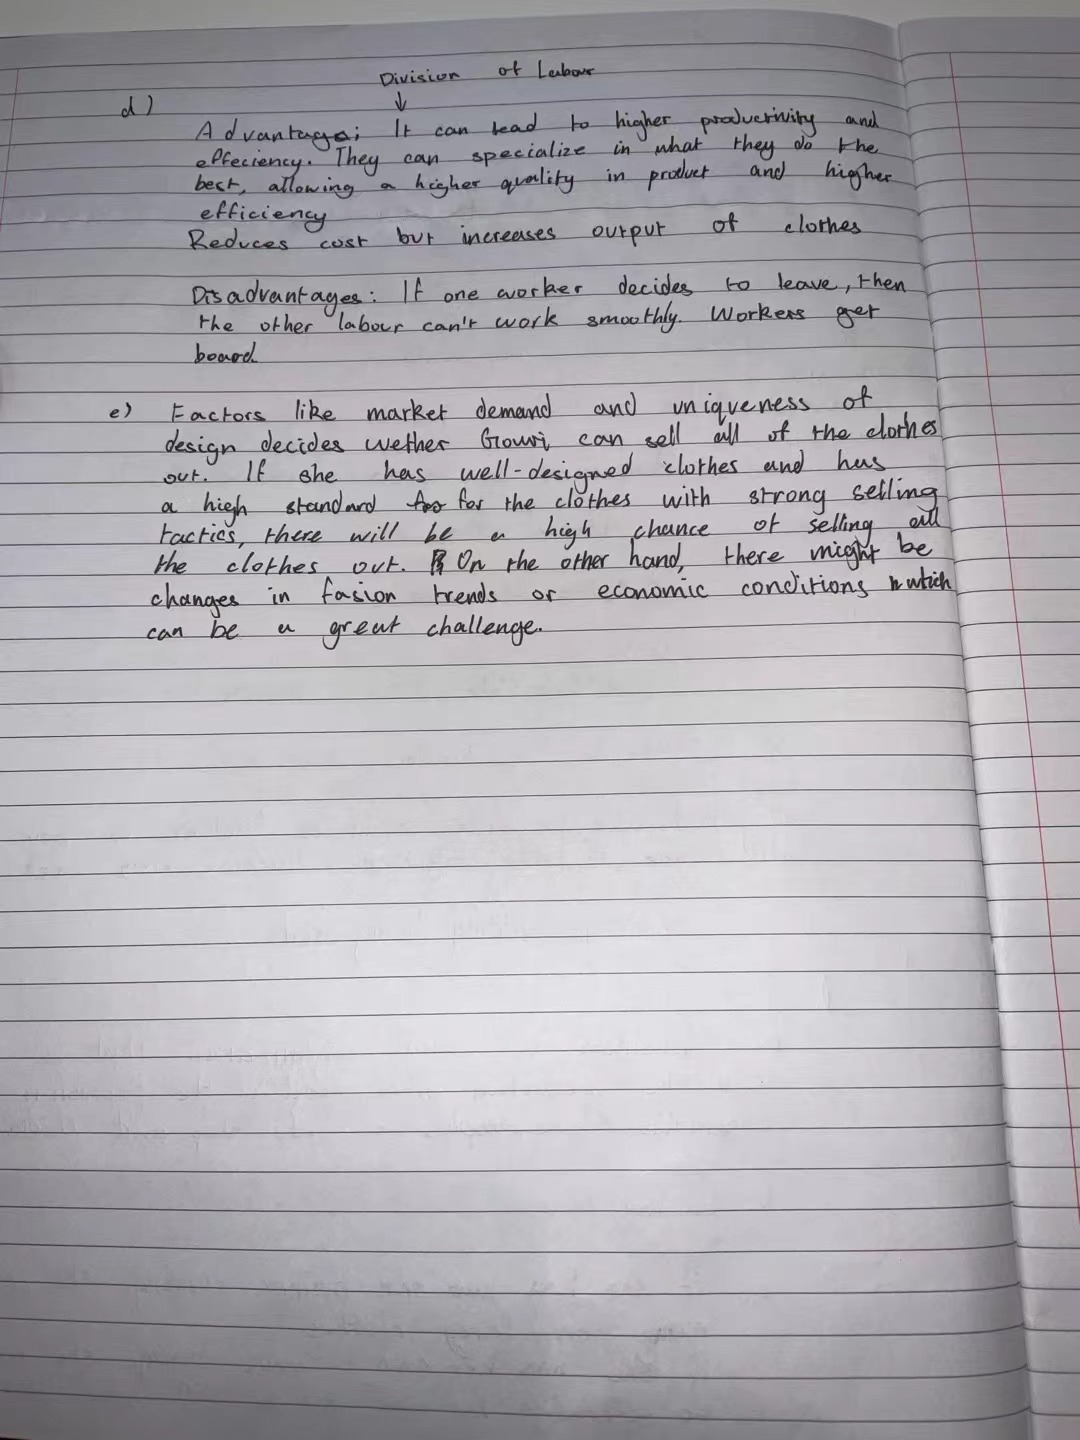 Division of Labour
↓
d)
Advantages: It can lead to higher productivity and
effeciency. They can specialize in what they do the
best, allowing a higher quality in product and higher
efficiency
Reduces cost but increases output of clothes
Disadvantages: If one worker decides to leave, then
the other labour can't work smoothly. Workers get
board.
e) Factors like market demand and uniqueness of
design decides wether Gowri can sell all of the clothes
out. If she has well-designed clothes and has
a high standard for the clothes with strong selling
tactics, there will be a high chance of selling all
the clothes out. On the other hand, there might be
changes in fasion trends or economic conditions which
can be a great challenge.